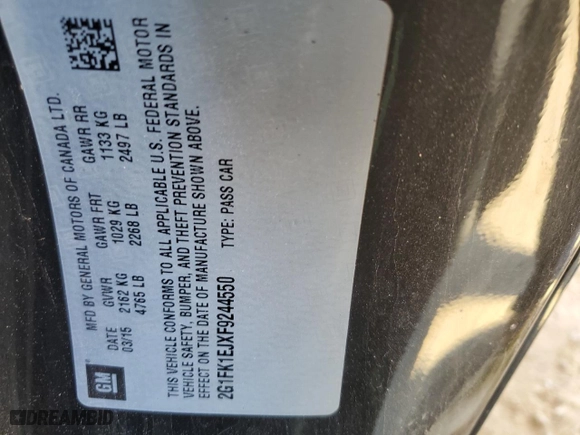 GM
MFD BY GENERAL MOTORS OF CANADA LTD.
DATE GVWR GAWR FRT GAWR RR
03/15 2162 KG 1029 KG 1133 KG
4765 LB 2268 LB 2497 LB
THIS VEHICLE CONFORMS TO ALL APPLICABLE U.S. FEDERAL MOTOR
VEHICLE SAFETY, BUMPER, AND THEFT PREVENTION STANDARDS IN
EFFECT ON THE DATE OF MANUFACTURE SHOWN ABOVE.
2G1FK1EJXF9244550 TYPE: PASS CAR
DREAMBID